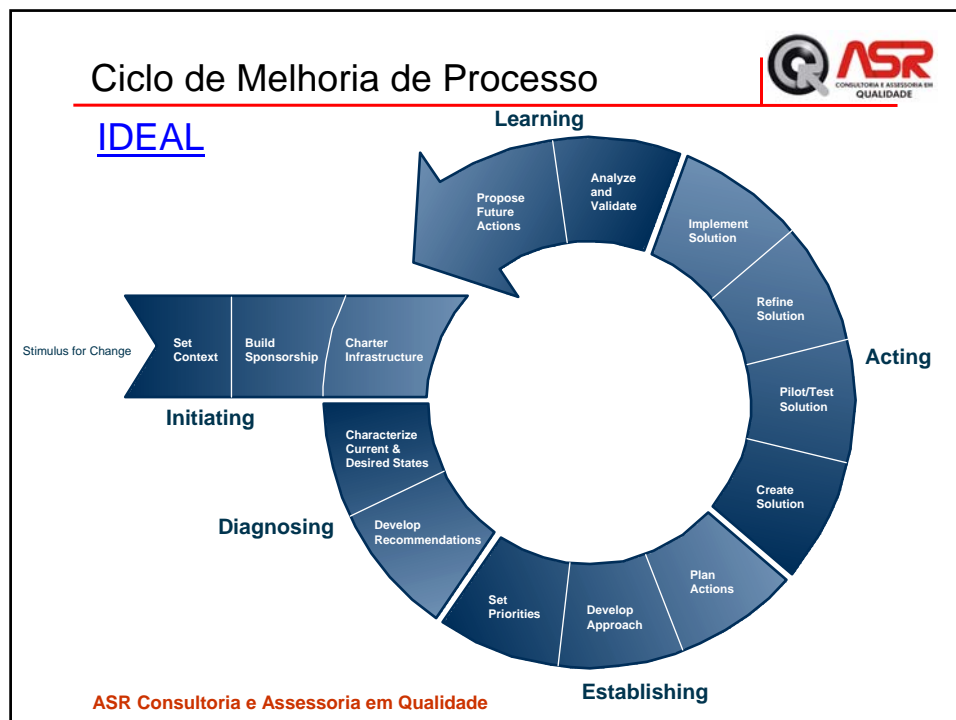 Ciclo de Melhoria de Processo
ASR
CONSULTORIA E ASSESSORIA EM
QUALIDADE
IDEAL
Learning
Analyze
and
Validate
Propose
Future
Actions
Implement
Solution
Refine
Solution
Stimulus for Change
Set
Context
Build
Sponsorship
Charter
Infrastructure
Acting
Pilot/Test
Solution
Initiating
Characterize
Current &
Desired States
Create
Solution
Diagnosing
Develop
Recommendations
Plan
Actions
Set
Priorities
Develop
Approach
Establishing
ASR Consultoria e Assessoria em Qualidade